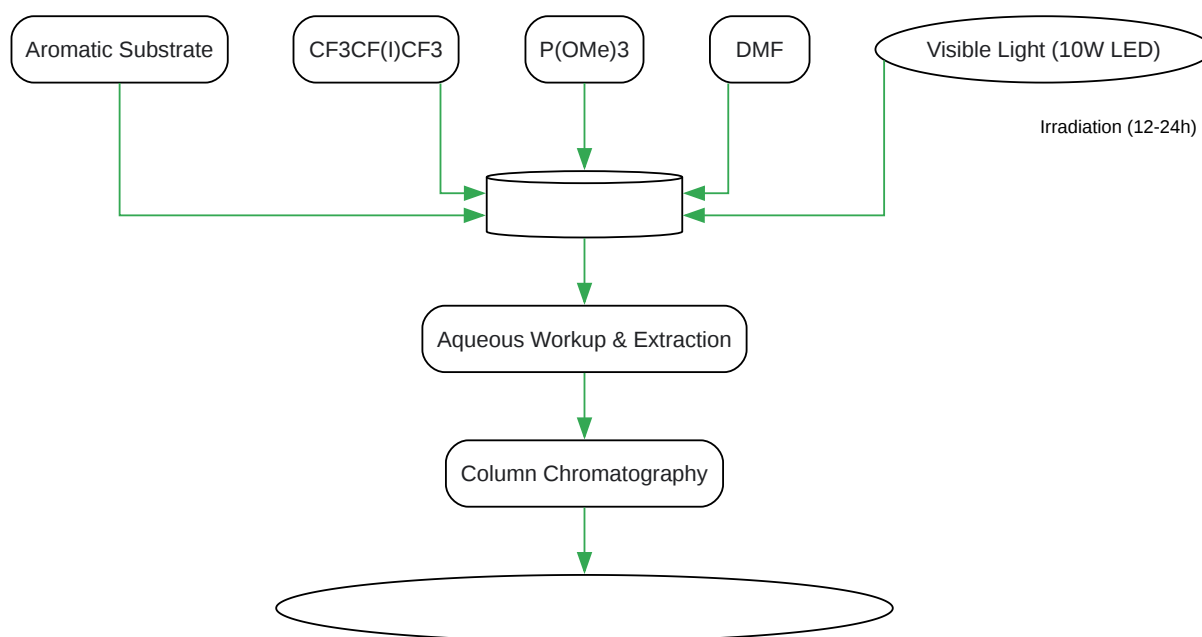 Aromatic Substrate
CF3CF(I)CF3
P(OMe)3
DMF
Visible Light (10W LED)
Irradiation (12-24h)
Aqueous Workup & Extraction
Column Chromatography